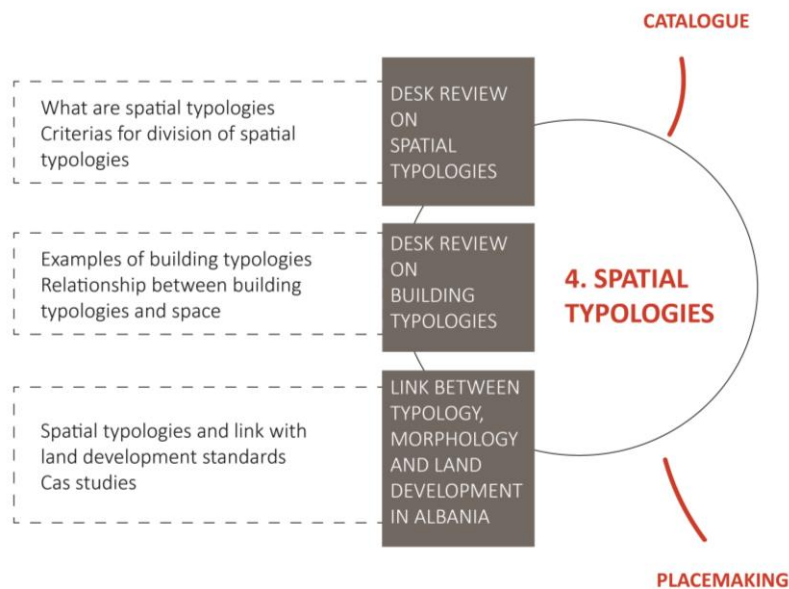 CATALOGUE
What are spatial typologies
Criterias for division of spatial
typologies
DESK REVIEW
ON
SPATIAL
TYPOLOGIES
Examples of building typologies
Relationship between building
typologies and space
DESK REVIEW
ON
BUILDING
TYPOLOGIES
4. SPATIAL
TYPOLOGIES
Spatial typologies and link with
land development standards
Cas studies
LINK BETWEEN
TYPOLOGY,
MORPHOLOGY
AND LAND
DEVELOPMENT
IN ALBANIA
PLACEMAKING